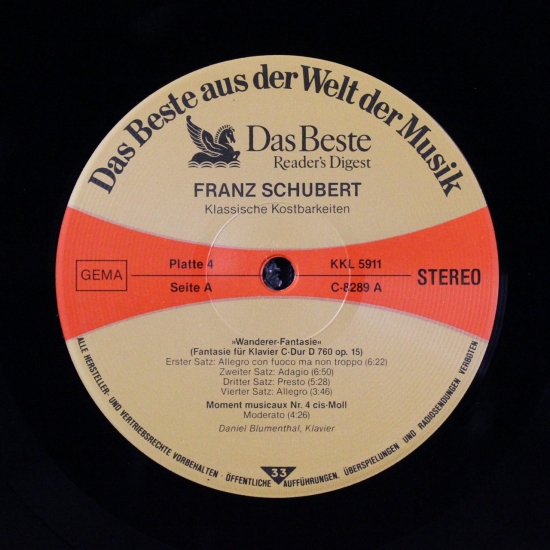 Das Beste aus der Welt der Musik
Das Beste
Reader's Digest
FRANZ SCHUBERT
Klassische Kostbarkeiten
GEMA
Platte 4
KKL 5911
Seite A
C-8289 A
STEREO
»Wanderer-Fantasie«
(Fantasie für Klavier C-Dur D 760 op. 15)
Erster Satz: Allegro con fuoco ma non troppo (6:22)
Zweiter Satz: Adagio (6:50)
Dritter Satz: Presto (5:28)
Vierter Satz: Allegro (3:46)
Moment musicaux Nr. 4 cis-Moll
Moderato (4:26)
Daniel Blumenthal, Klavier
33
ALLE HERSTELLER- UND VERTRIEBSRECHTE VORBEHALTEN · ÖFFENTLICHE AUFFÜHRUNGEN, ÜBERSPIELUNGEN UND RADIOSENDUNGEN VERBOTEN